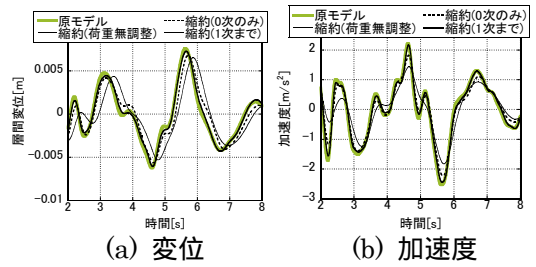 原モデル 縮約(0次のみ)
縮約(荷重無調整) 縮約(1次まで)
0.005
0
-0.005
-0.01
2 3 4 5 6 7 8
層間変位[m]
時間[s]
(a) 変位
原モデル 縮約(0次のみ)
縮約(荷重無調整) 縮約(1次まで)
2
1
0
-1
-2
-3
2 3 4 5 6 7 8
加速度[m/s²]
時間[s]
(b) 加速度